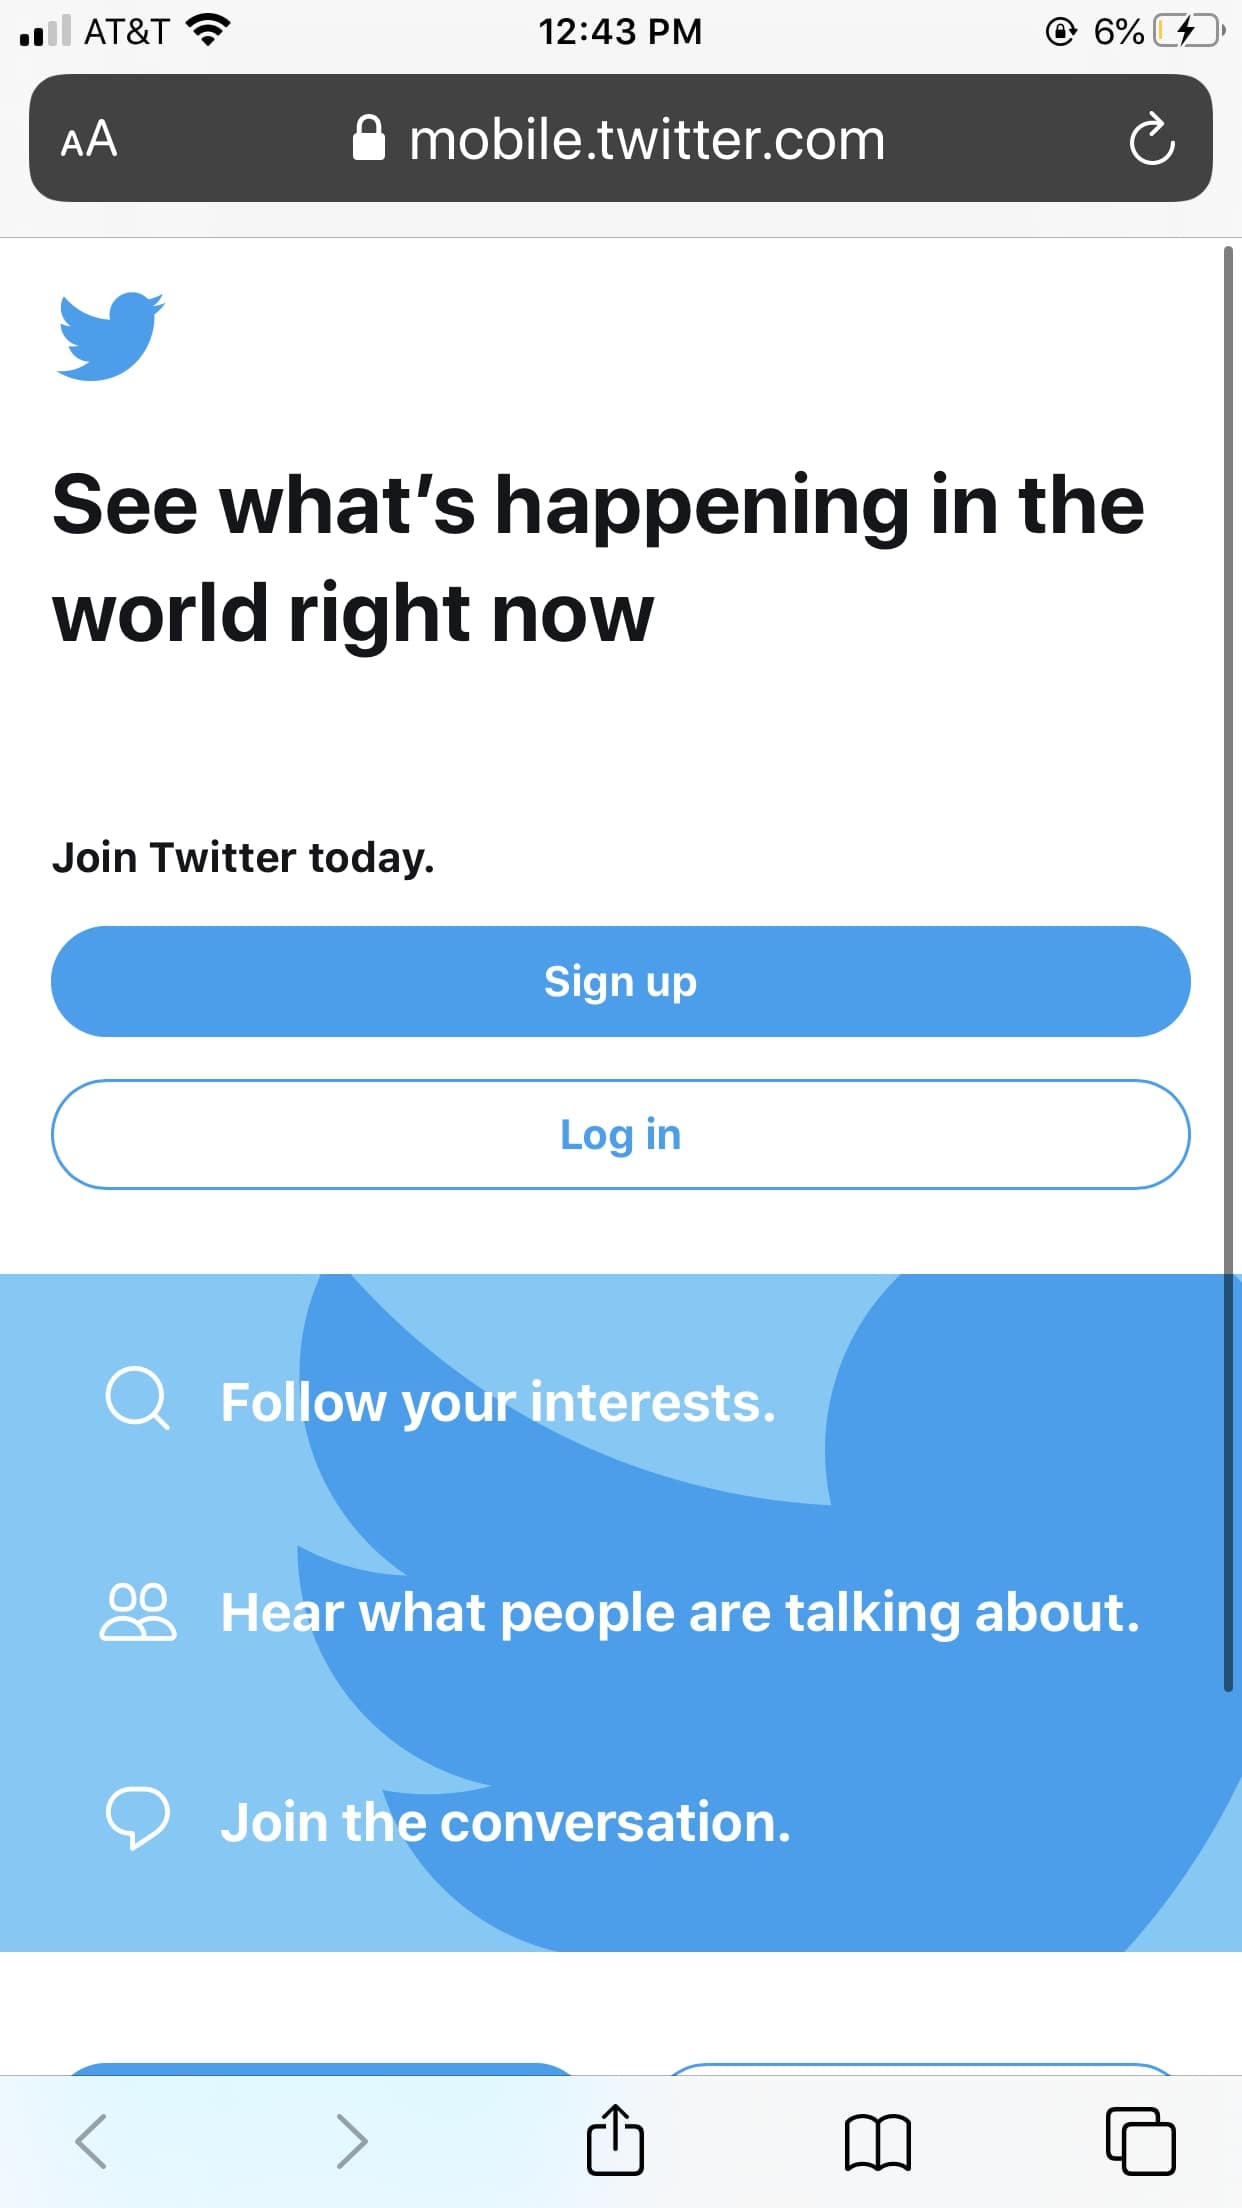 AT&T 12:43 PM 6%
AA mobile.twitter.com
See what's happening in the
world right now
Join Twitter today.
Sign up
Log in
Follow your interests.
Hear what people are talking about.
Join the conversation.